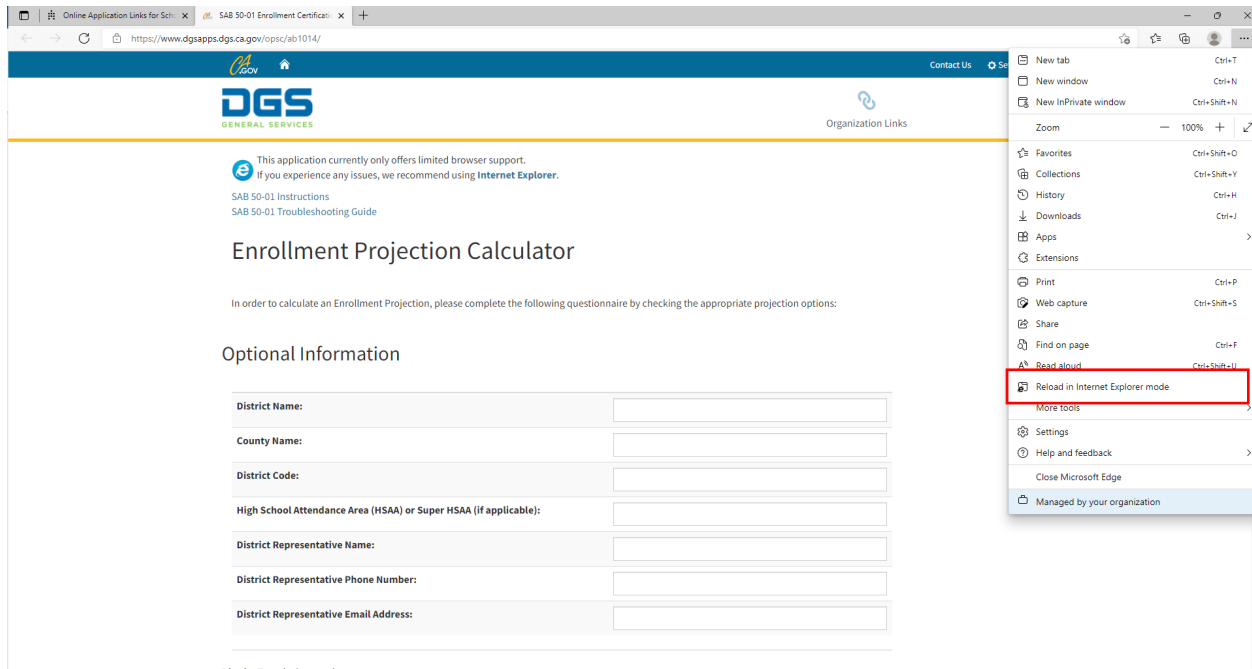 Online Application Links for Scho
SAB 50-01 Enrollment Certificati
https://www.dgsapps.dgs.ca.gov/opsc/ab1014/
CA.GOV
Contact Us
Se
DGS
GENERAL SERVICES
Organization Links
This application currently only offers limited browser support.
If you experience any issues, we recommend using Internet Explorer.
SAB 50-01 Instructions
SAB 50-01 Troubleshooting Guide
Enrollment Projection Calculator
In order to calculate an Enrollment Projection, please complete the following questionnaire by checking the appropriate projection options:
Optional Information
District Name:
County Name:
District Code:
High School Attendance Area (HSAA) or Super HSAA (if applicable):
District Representative Name:
District Representative Phone Number:
District Representative Email Address:
New tab Ctrl+T
New window Ctrl+N
New InPrivate window Ctrl+Shift+N
Zoom — 100% +
Favorites Ctrl+Shift+O
Collections Ctrl+Shift+Y
History Ctrl+H
Downloads Ctrl+J
Apps
Extensions
Print Ctrl+P
Web capture Ctrl+Shift+S
Share
Find on page Ctrl+F
Read aloud Ctrl+Shift+U
Reload in Internet Explorer mode
More tools
Settings
Help and feedback
Close Microsoft Edge
Managed by your organization